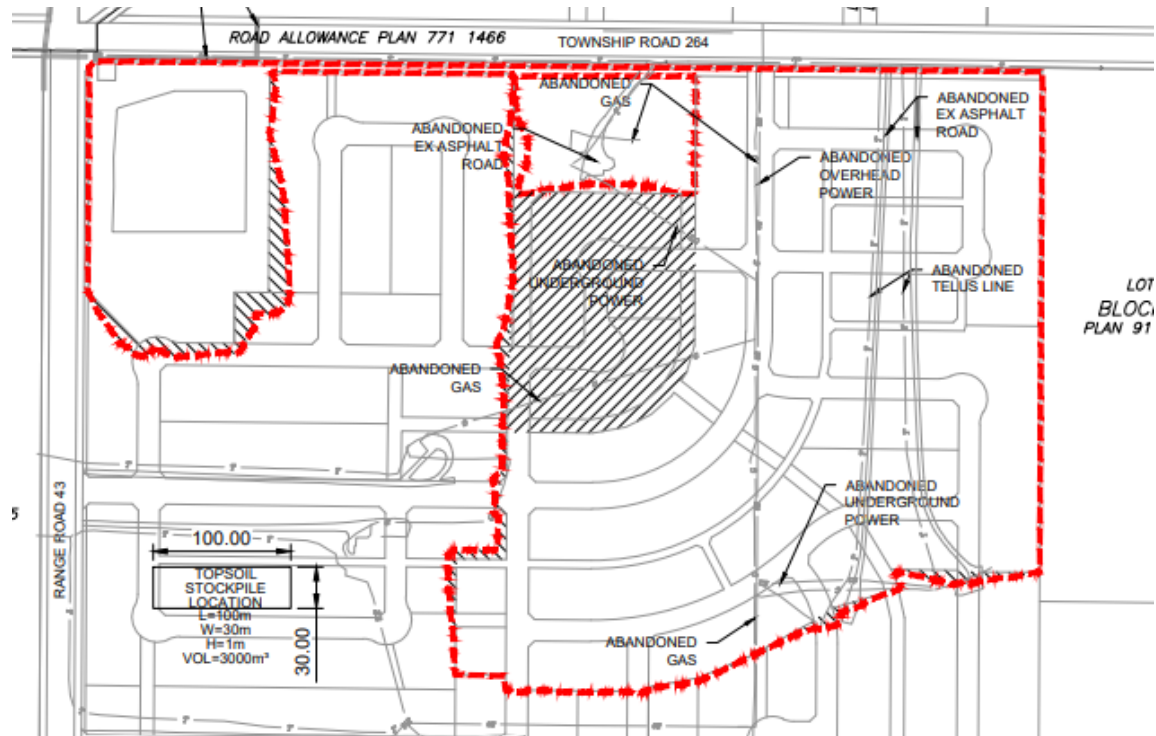 ROAD ALLOWANCE PLAN 771 1466
TOWNSHIP ROAD 264
ABANDONED
GAS
ABANDONED
EX ASPHALT
ROAD
ABANDONED
EX ASPHALT
ROAD
ABANDONED
OVERHEAD
POWER
ABANDONED
UNDERGROUND
POWER
ABANDONED
TELUS LINE
LOT
BLOC
PLAN 91
ABANDONED
GAS
RANGE ROAD 43
5
100.00
TOPSOIL
STOCKPILE
LOCATION
L=100m
W=30m
H=1m
VOL=3000m³
30.00
ABANDONED
UNDERGROUND
POWER
ABANDONED
GAS